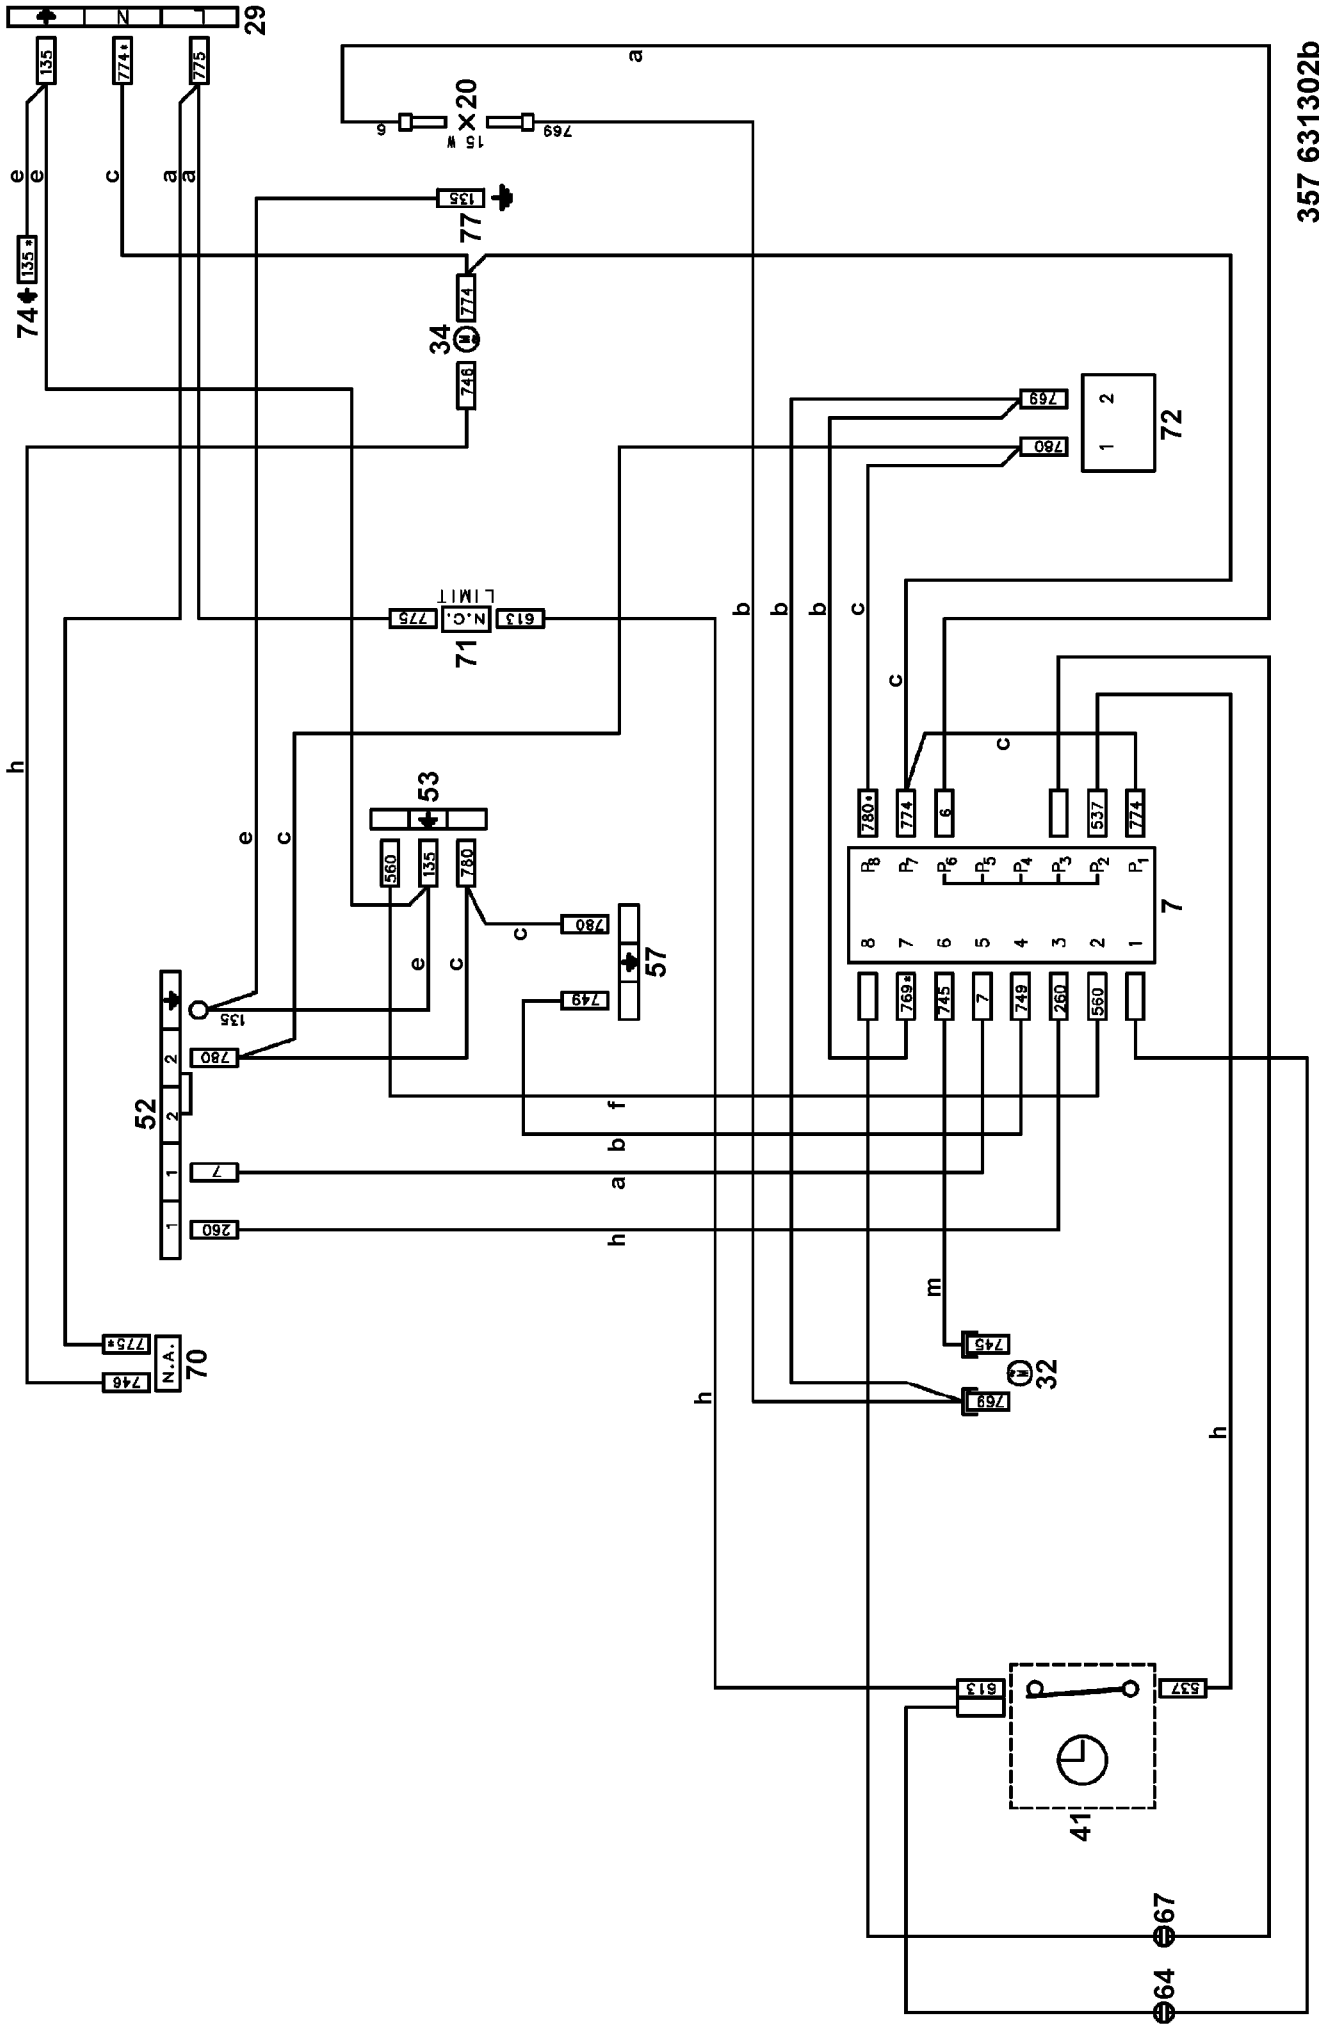 N
L
29
135
774*
775
a
6
15 W
X20
769
e
e
c
a
a
357 631302b
135
77
135*
74
774
34
M
746
769
2
780
1
72
LIMIT
775
N.C.
613
71
b
b
b
c
c
h
c
53
e
c
560
135
780
780*
774
6
537
774
P8
P7
P6
P5
P4
P3
P2
P1
7
8
7
6
5
4
3
2
1
c
780
57
749
e
c
769*
745
7
749
260
560
135
780
2
2
52
1
1
7
260
f
b
a
h
m
775*
746
N.A.
70
745
769
M
32
h
h
613
537
41
67
64